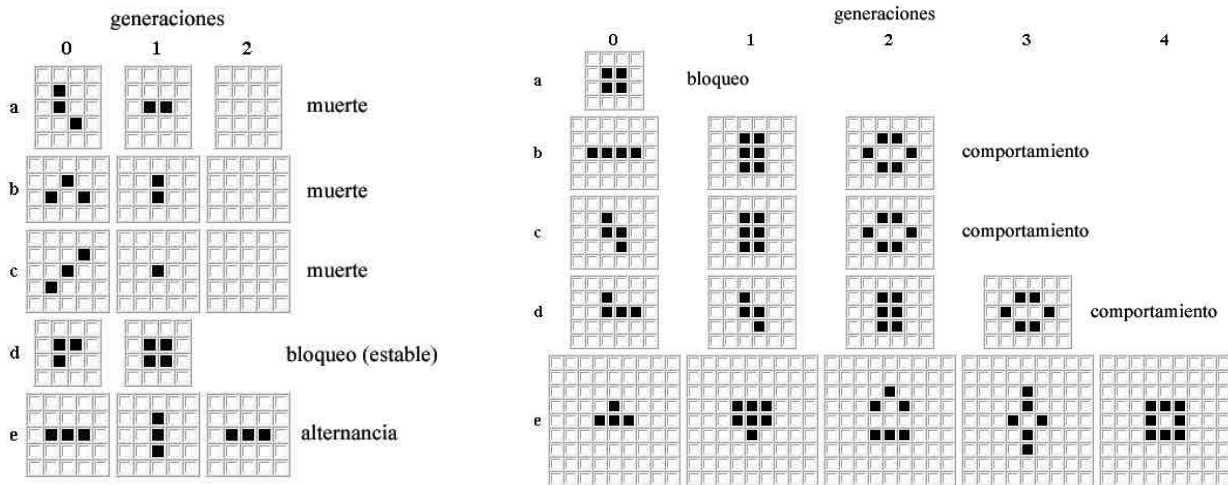 generaciones
0 1 2
a muerte
b muerte
c muerte
d bloqueo (estable)
e alternancia
generaciones
0 1 2 3 4
a bloqueo
b comportamiento
c comportamiento
d comportamiento
e